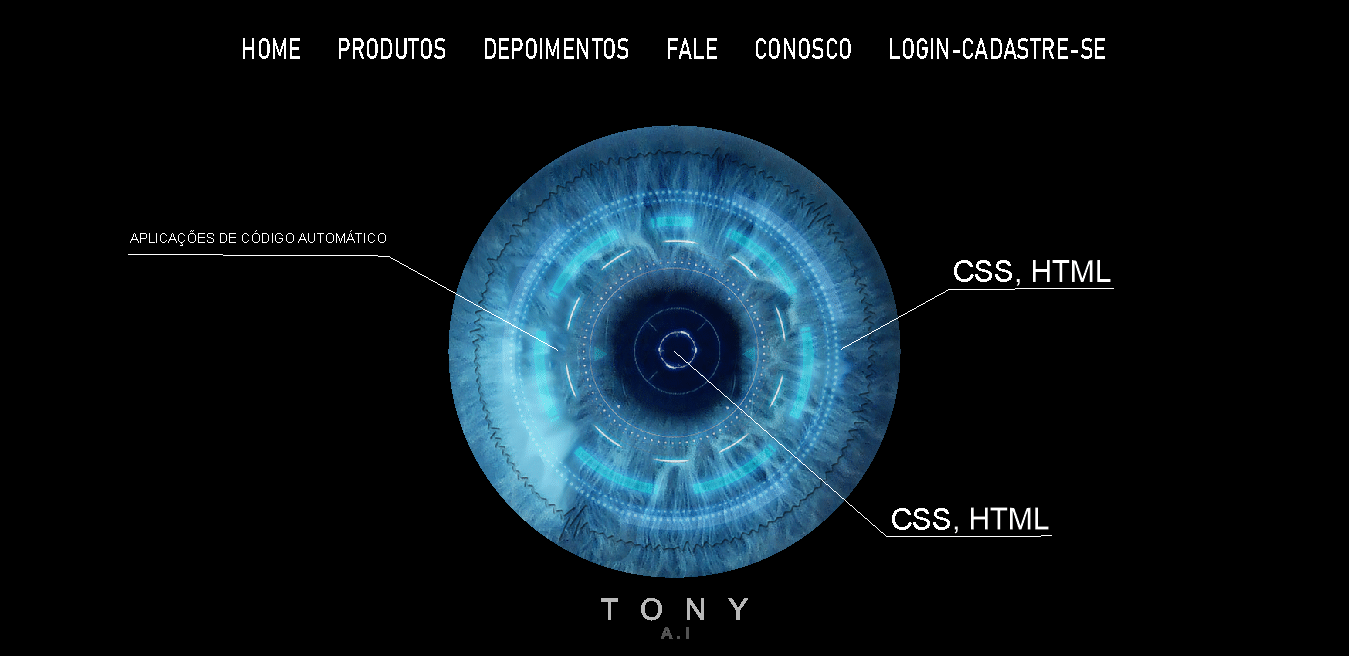 HOME PRODUTOS DEPOIMENTOS FALE CONOSCO LOGIN-CADASTRE-SE
APLICAÇÕES DE CÓDIGO AUTOMÁTICO
CSS, HTML
CSS, HTML
TONY
A.I